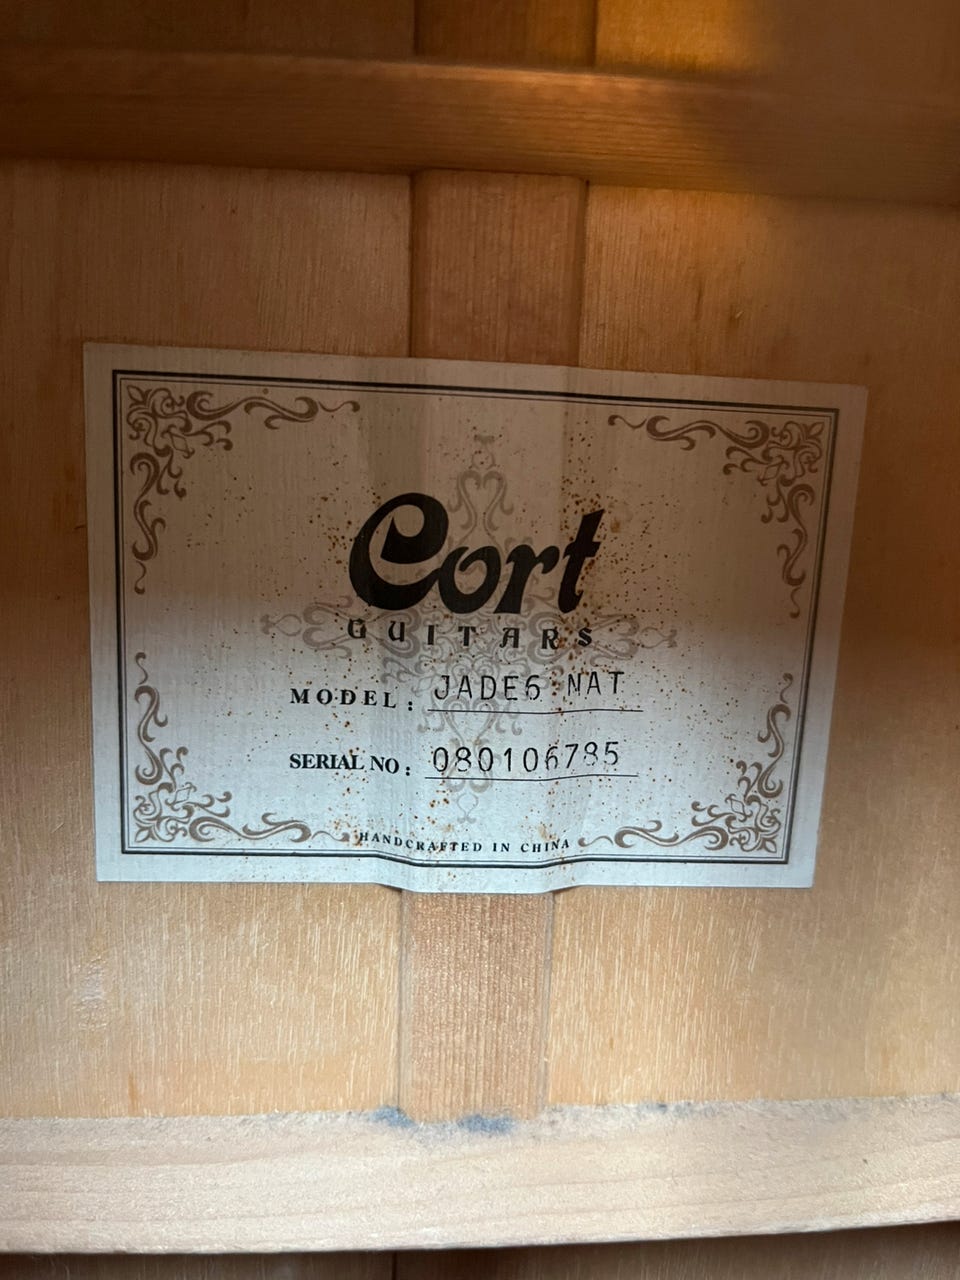 Cort
GUITARS
MODEL: JADE6 NAT
SERIAL NO: 080106785
HANDCRAFTED IN CHINA